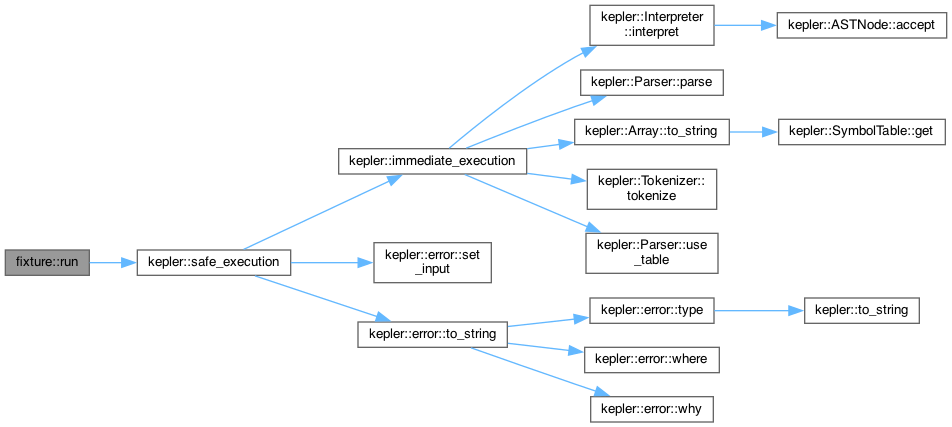 kepler::Interpreter
::interpret
kepler::ASTNode::accept
kepler::Parser::parse
kepler::Array::to_string
kepler::SymbolTable::get
kepler::immediate_execution
kepler::Tokenizer::
tokenize
kepler::Parser::use
_table
fixture::run
kepler::safe_execution
kepler::error::set
_input
kepler::error::to_string
kepler::error::type
kepler::to_string
kepler::error::where
kepler::error::why